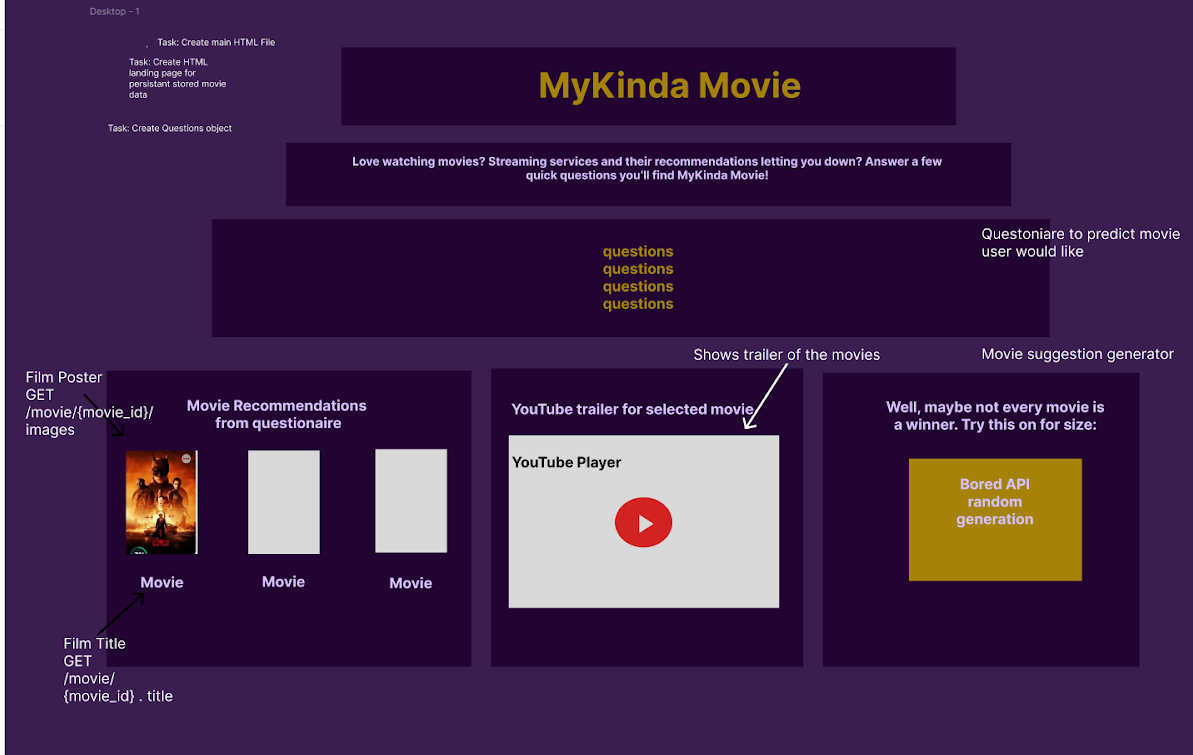 Desktop - 1
Task: Create main HTML File
Task: Create HTML
landing page for
persistant stored movie
data
Task: Create Questions object
MyKinda Movie
Love watching movies? Streaming services and their recommendations letting you down? Answer a few
quick questions you'll find MyKinda Movie!
questions
questions
questions
questions
Questoniare to predict movie
user would like
Shows trailer of the movies
Movie suggestion generator
Film Poster
GET
/movie/{movie_id}/
images
Movie Recommendations
from questionaire
Movie
Movie
Movie
Film Title
GET
/movie/
{movie_id} . title
YouTube trailer for selected movie
YouTube Player
Well, maybe not every movie is
a winner. Try this on for size:
Bored API
random
generation